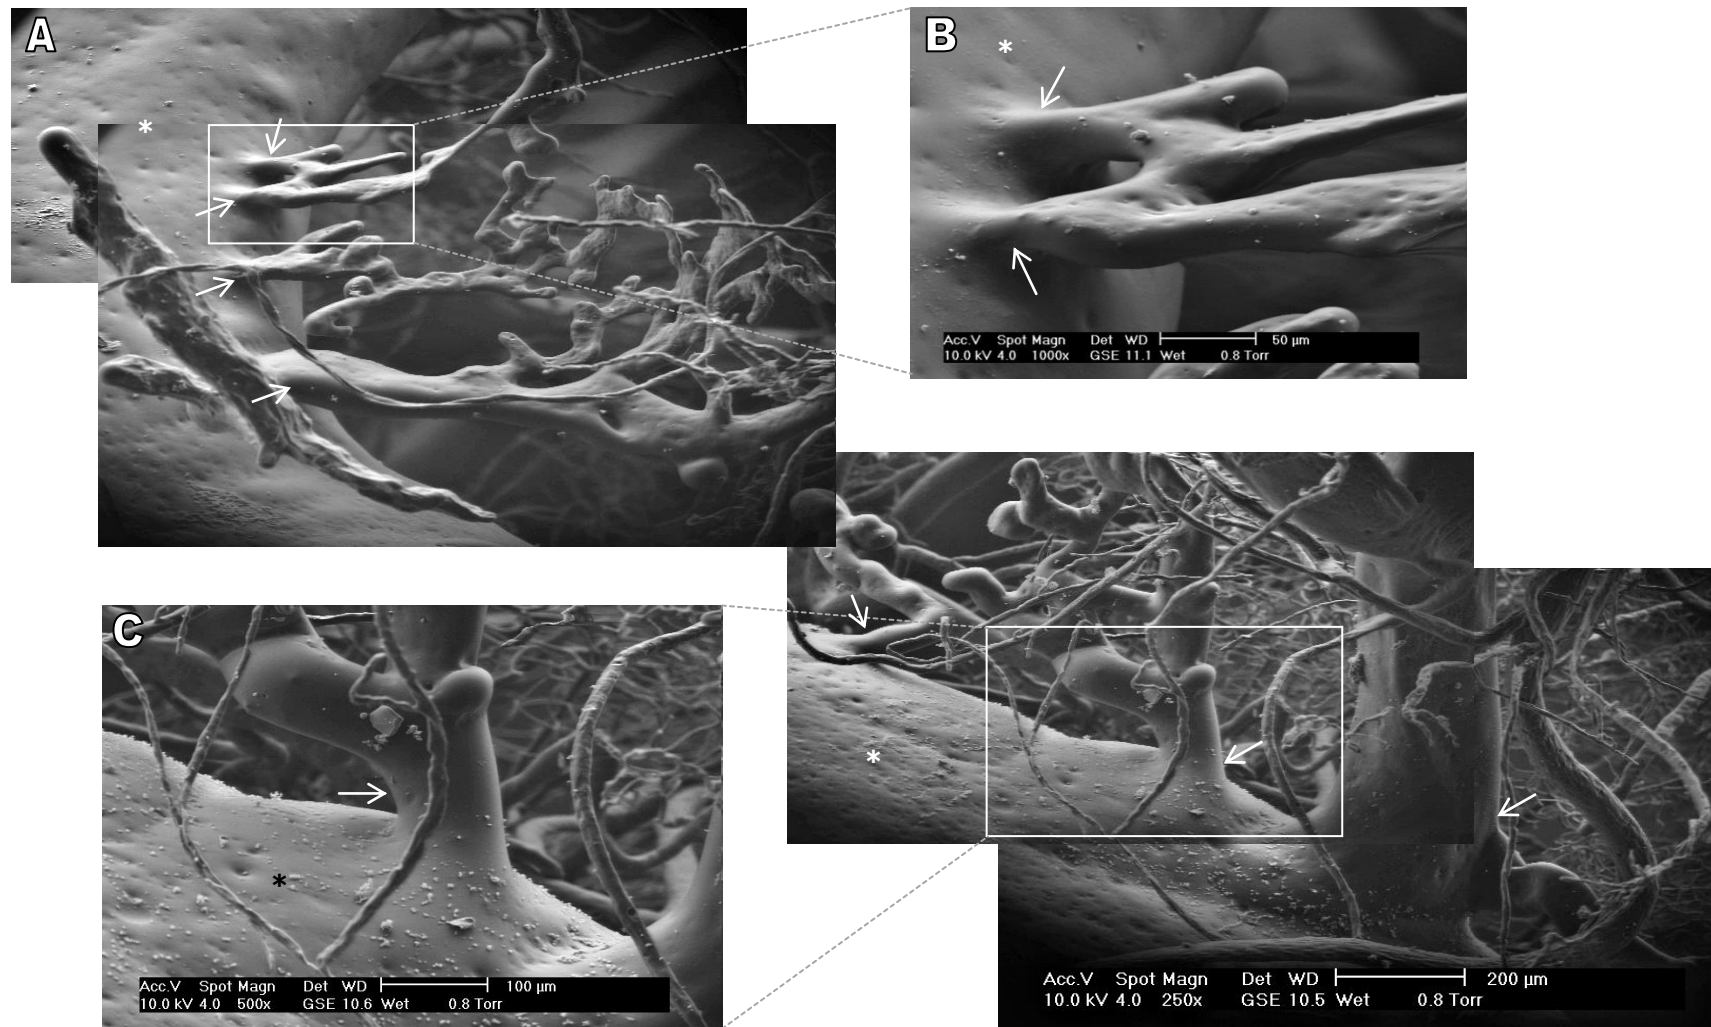 A
*
B
*
Acc.V Spot Magn Det WD 50 µm
10.0 kV 4.0 1000x GSE 11.1 Wet 0.8 Torr
C
*
*
Acc.V Spot Magn Det WD 100 µm
10.0 kV 4.0 500x GSE 10.6 Wet 0.8 Torr
Acc.V Spot Magn Det WD 200 µm
10.0 kV 4.0 250x GSE 10.5 Wet 0.8 Torr